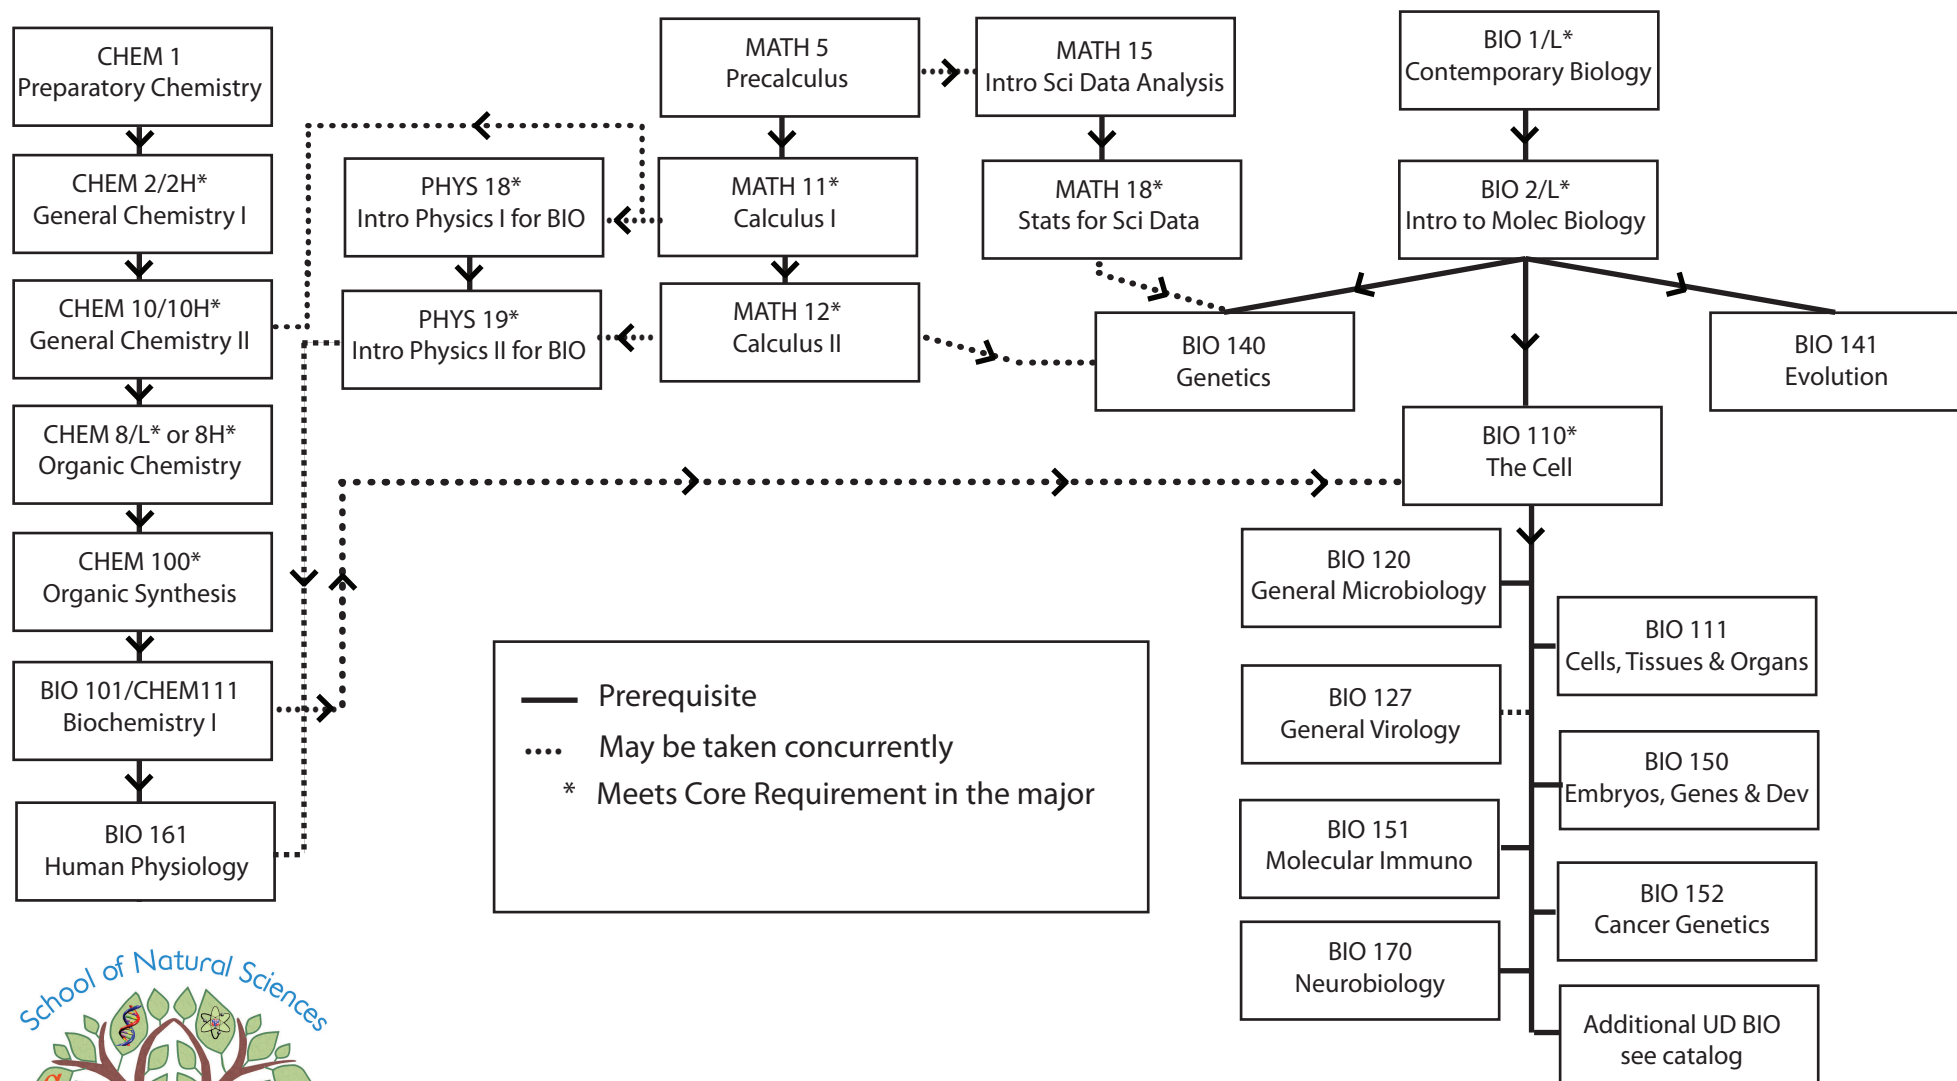 CHEM 1
Preparatory Chemistry
CHEM 2/2H*
General Chemistry I
CHEM 10/10H*
General Chemistry II
CHEM 8/L* or 8H*
Organic Chemistry
CHEM 100*
Organic Synthesis
BIO 101/CHEM111
Biochemistry I
BIO 161
Human Physiology
PHYS 18*
Intro Physics I for BIO
PHYS 19*
Intro Physics II for BIO
MATH 5
Precalculus
MATH 11*
Calculus I
MATH 12*
Calculus II
MATH 15
Intro Sci Data Analysis
MATH 18*
Stats for Sci Data
BIO 1/L*
Contemporary Biology
BIO 2/L*
Intro to Molec Biology
BIO 140
Genetics
BIO 141
Evolution
BIO 110*
The Cell
BIO 120
General Microbiology
BIO 111
Cells, Tissues & Organs
BIO 127
General Virology
BIO 150
Embryos, Genes & Dev
BIO 151
Molecular Immuno
BIO 152
Cancer Genetics
BIO 170
Neurobiology
Additional UD BIO
see catalog
Prerequisite
May be taken concurrently
* Meets Core Requirement in the major
School of Natural Sciences
α